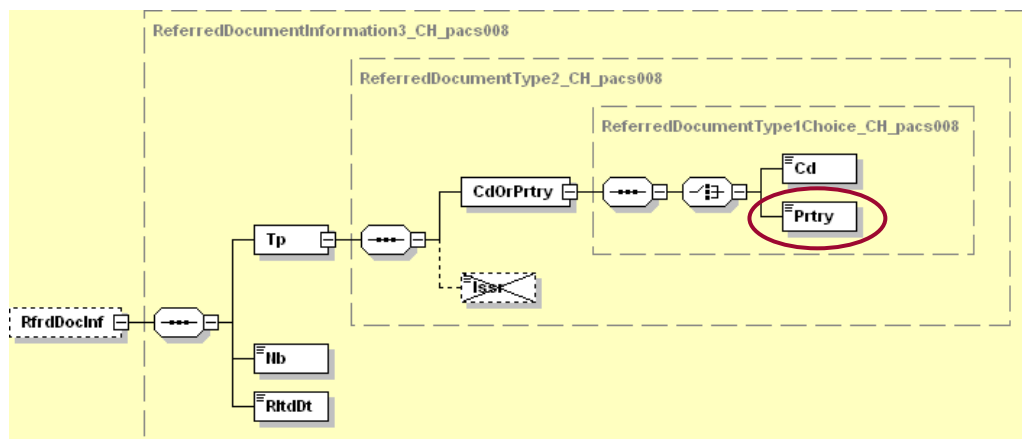 ReferredDocumentInformation3_CH_pacs008
ReferredDocumentType2_CH_pacs008
ReferredDocumentType1Choice_CH_pacs008
Cd
CdOrPrtry
Prtry
Tp
Issr
RfrdDocInf
Nb
RltdDt